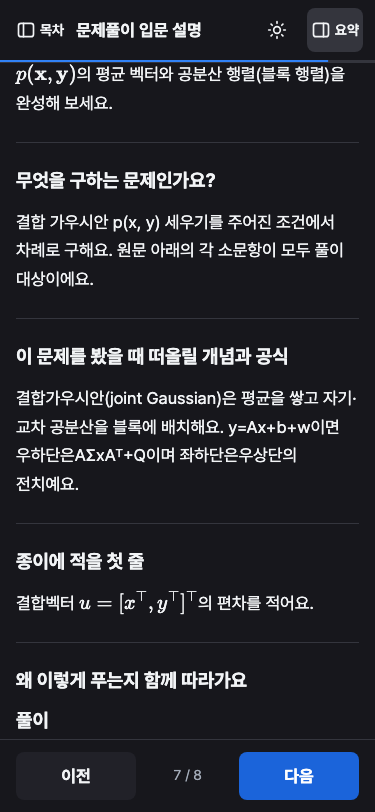 목차 문제풀이 입문 설명 요약
p(x, y)의 평균 벡터와 공분산 행렬(블록 행렬)을
완성해 보세요.
무엇을 구하는 문제인가요?
결합 가우시안 p(x, y) 세우기를 주어진 조건에서
차례로 구해요. 원문 아래의 각 소문항이 모두 풀이
대상이에요.
이 문제를 봤을 때 떠올릴 개념과 공식
결합가우시안(joint Gaussian)은 평균을 쌓고 자기·
교차 공분산을 블록에 배치해요. y=Ax+b+w이면
우하단은AΣxAᵀ+Q이며 좌하단은우상단의
전치예요.
종이에 적을 첫 줄
결합벡터 u = [x⊤, y⊤]⊤의 편차를 적어요.
왜 이렇게 푸는지 함께 따라가요
풀이
이전 7 / 8 다음